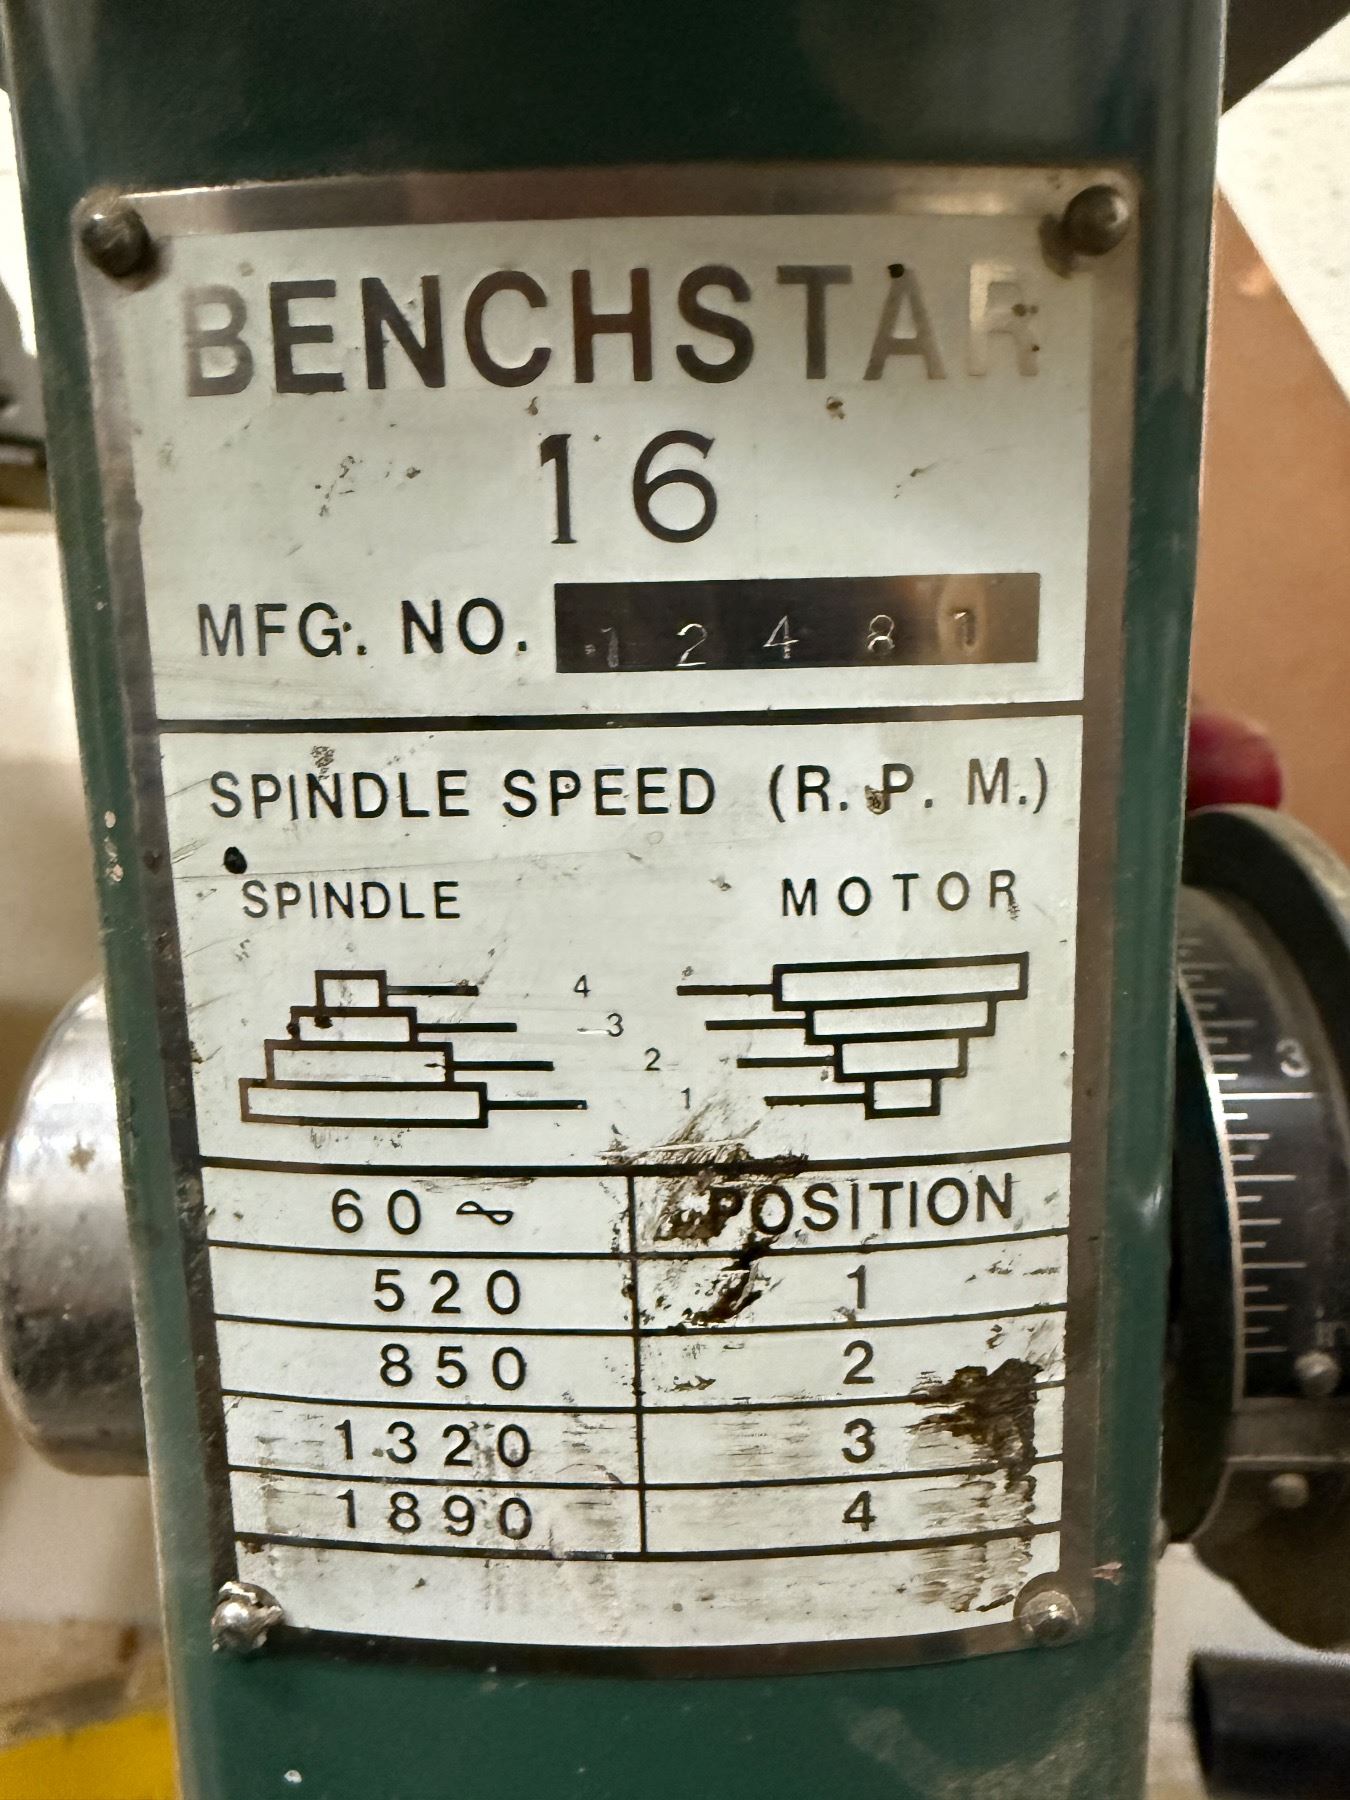 BENCHSTAR
16
MFG. NO. 12481
SPINDLE SPEED (R. P. M.)
SPINDLE MOTOR
4
3
2
1
60 ~ POSITION
520 1
850 2
1320 3
1890 4
3